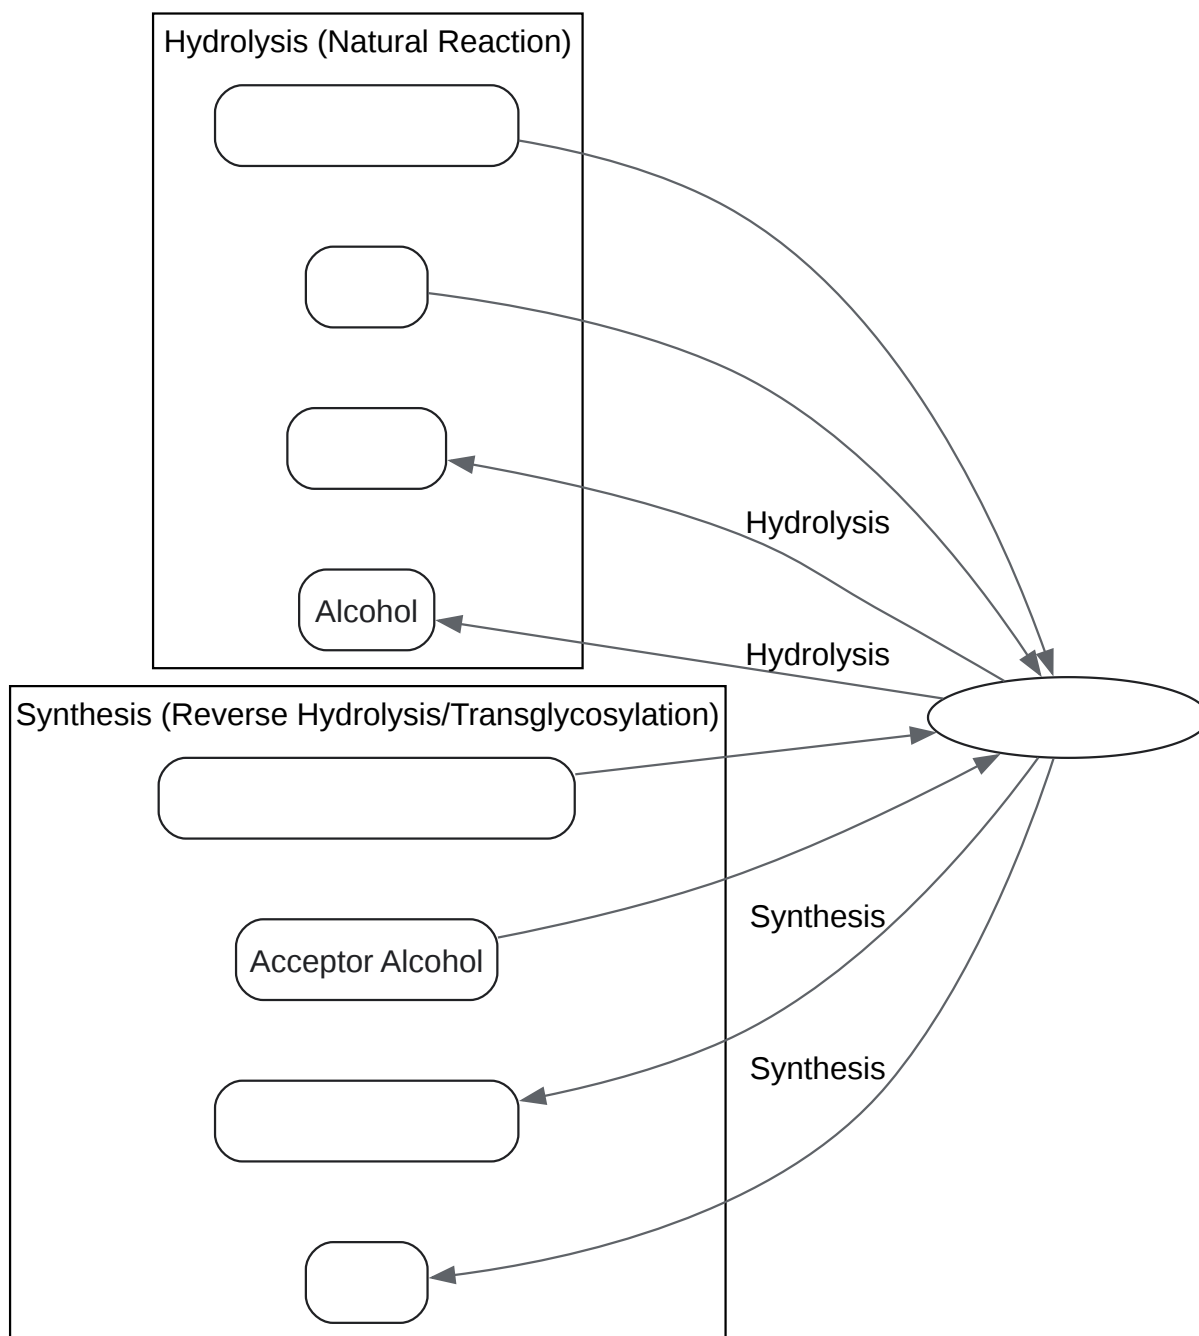 Hydrolysis (Natural Reaction)
Hydrolysis
Alcohol
Hydrolysis
Synthesis (Reverse Hydrolysis/Transglycosylation)
Synthesis
Acceptor Alcohol
Synthesis